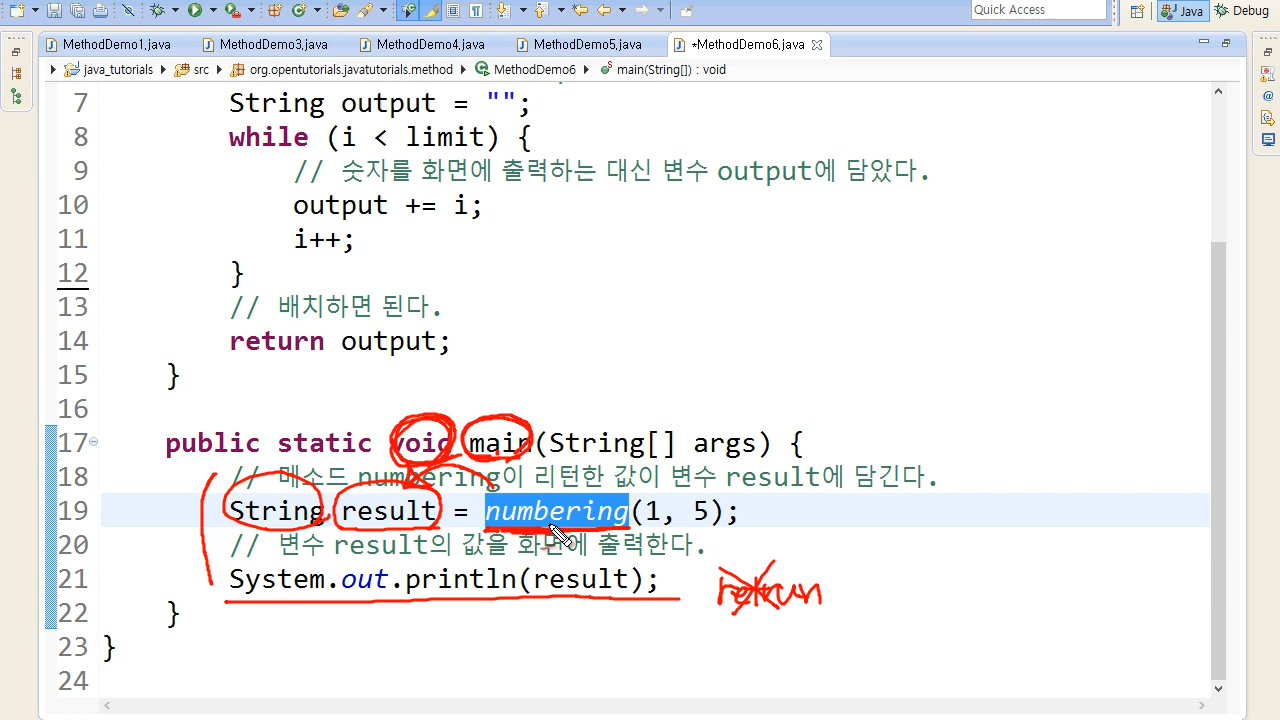 Quick Access
Java
Debug
MethodDemo1.java
MethodDemo3.java
MethodDemo4.java
MethodDemo5.java
*MethodDemo6.java
java_tutorials
src
org.opentutorials.javatutorials.method
MethodDemo6
main(String[]) : void
7 String output = "";
8 while (i < limit) {
9 // 숫자를 화면에 출력하는 대신 변수 output에 담았다.
10 output += i;
11 i++;
12 }
13 // 배치하면 된다.
14 return output;
15 }
16
17 public static void main(String[] args) {
18 // 메소드 numbering이 리턴한 값이 변수 result에 담긴다.
19 String result = numbering(1, 5);
20 // 변수 result의 값을 화면에 출력한다.
21 System.out.println(result);
22 }
23 }
24